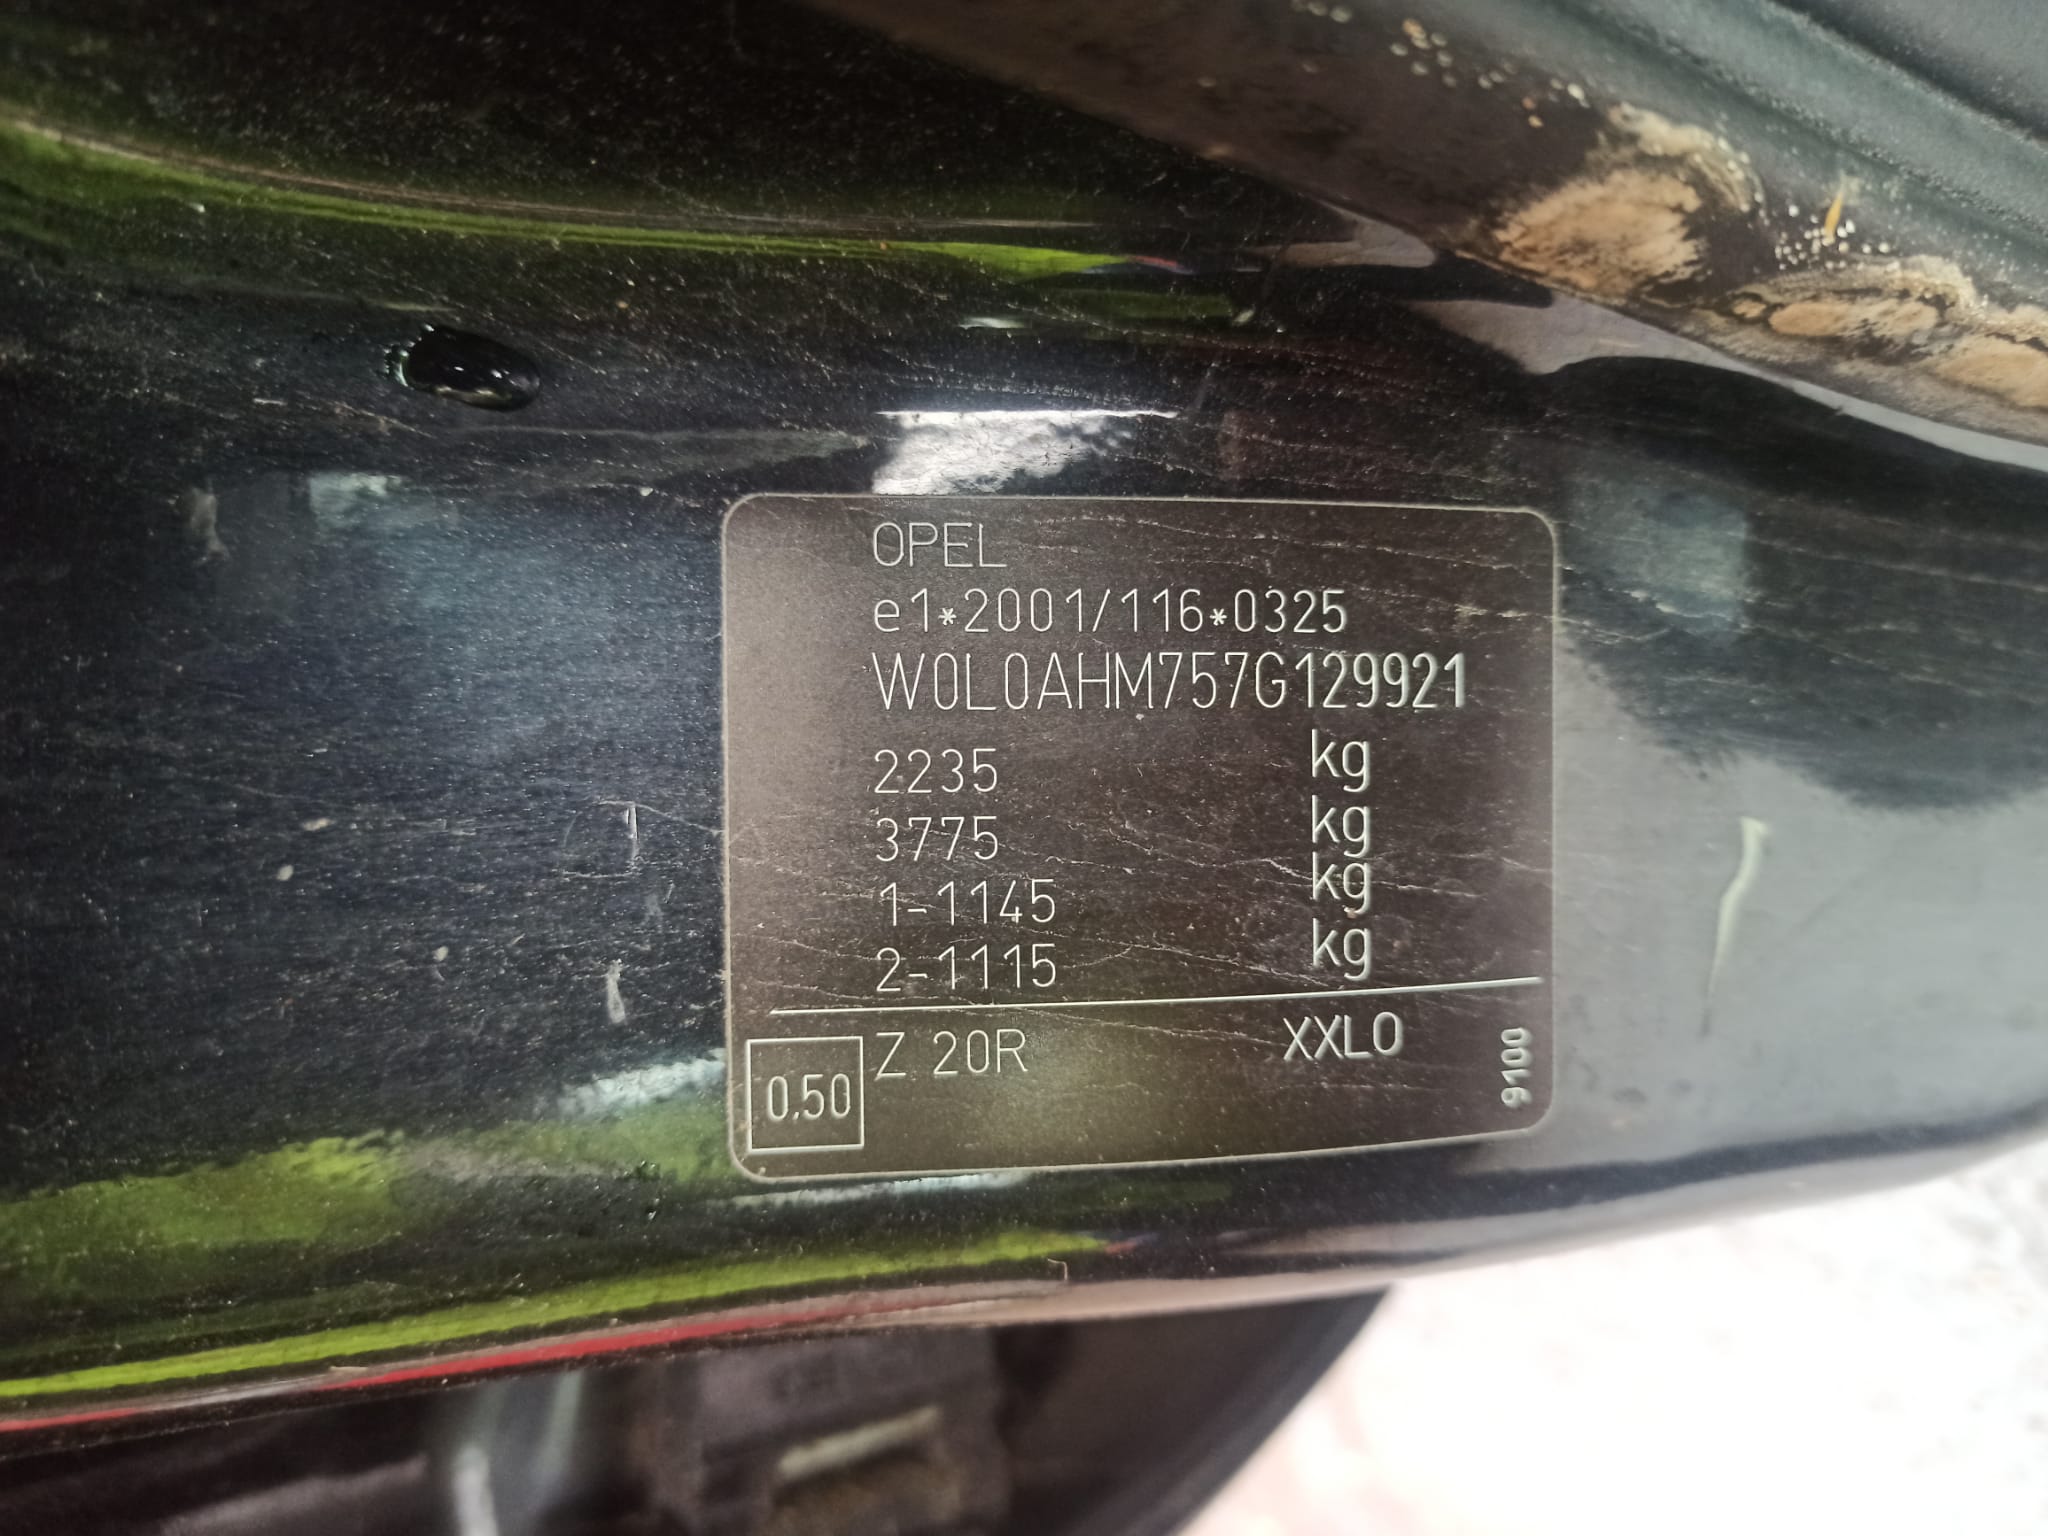 OPEL
e1*2001/116*0325
W0L0AHM757G129921
2235 kg
3775 kg
1-1145 kg
2-1115 kg
0.50 Z 20R XXLO
9100